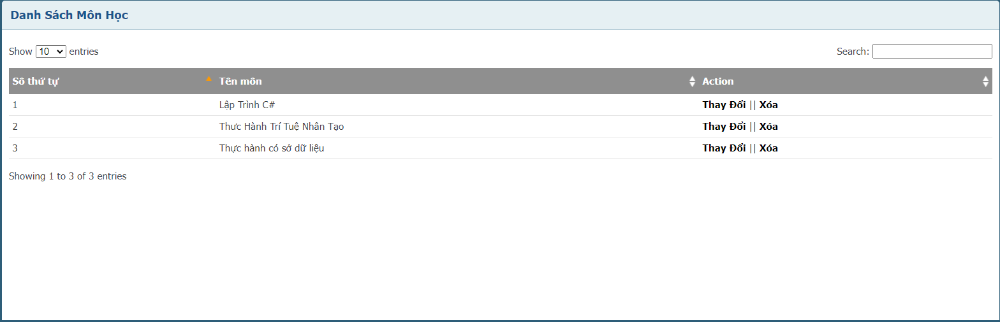 Danh Sách Môn Học
Show 10 entries Search:
Sô thứ tự Tên môn Action
1 Lập Trình C# Thay Đổi || Xóa
2 Thưc Hành Trí Tuệ Nhân Tạo Thay Đổi || Xóa
3 Thực hành có sở dữ liệu Thay Đổi || Xóa
Showing 1 to 3 of 3 entries